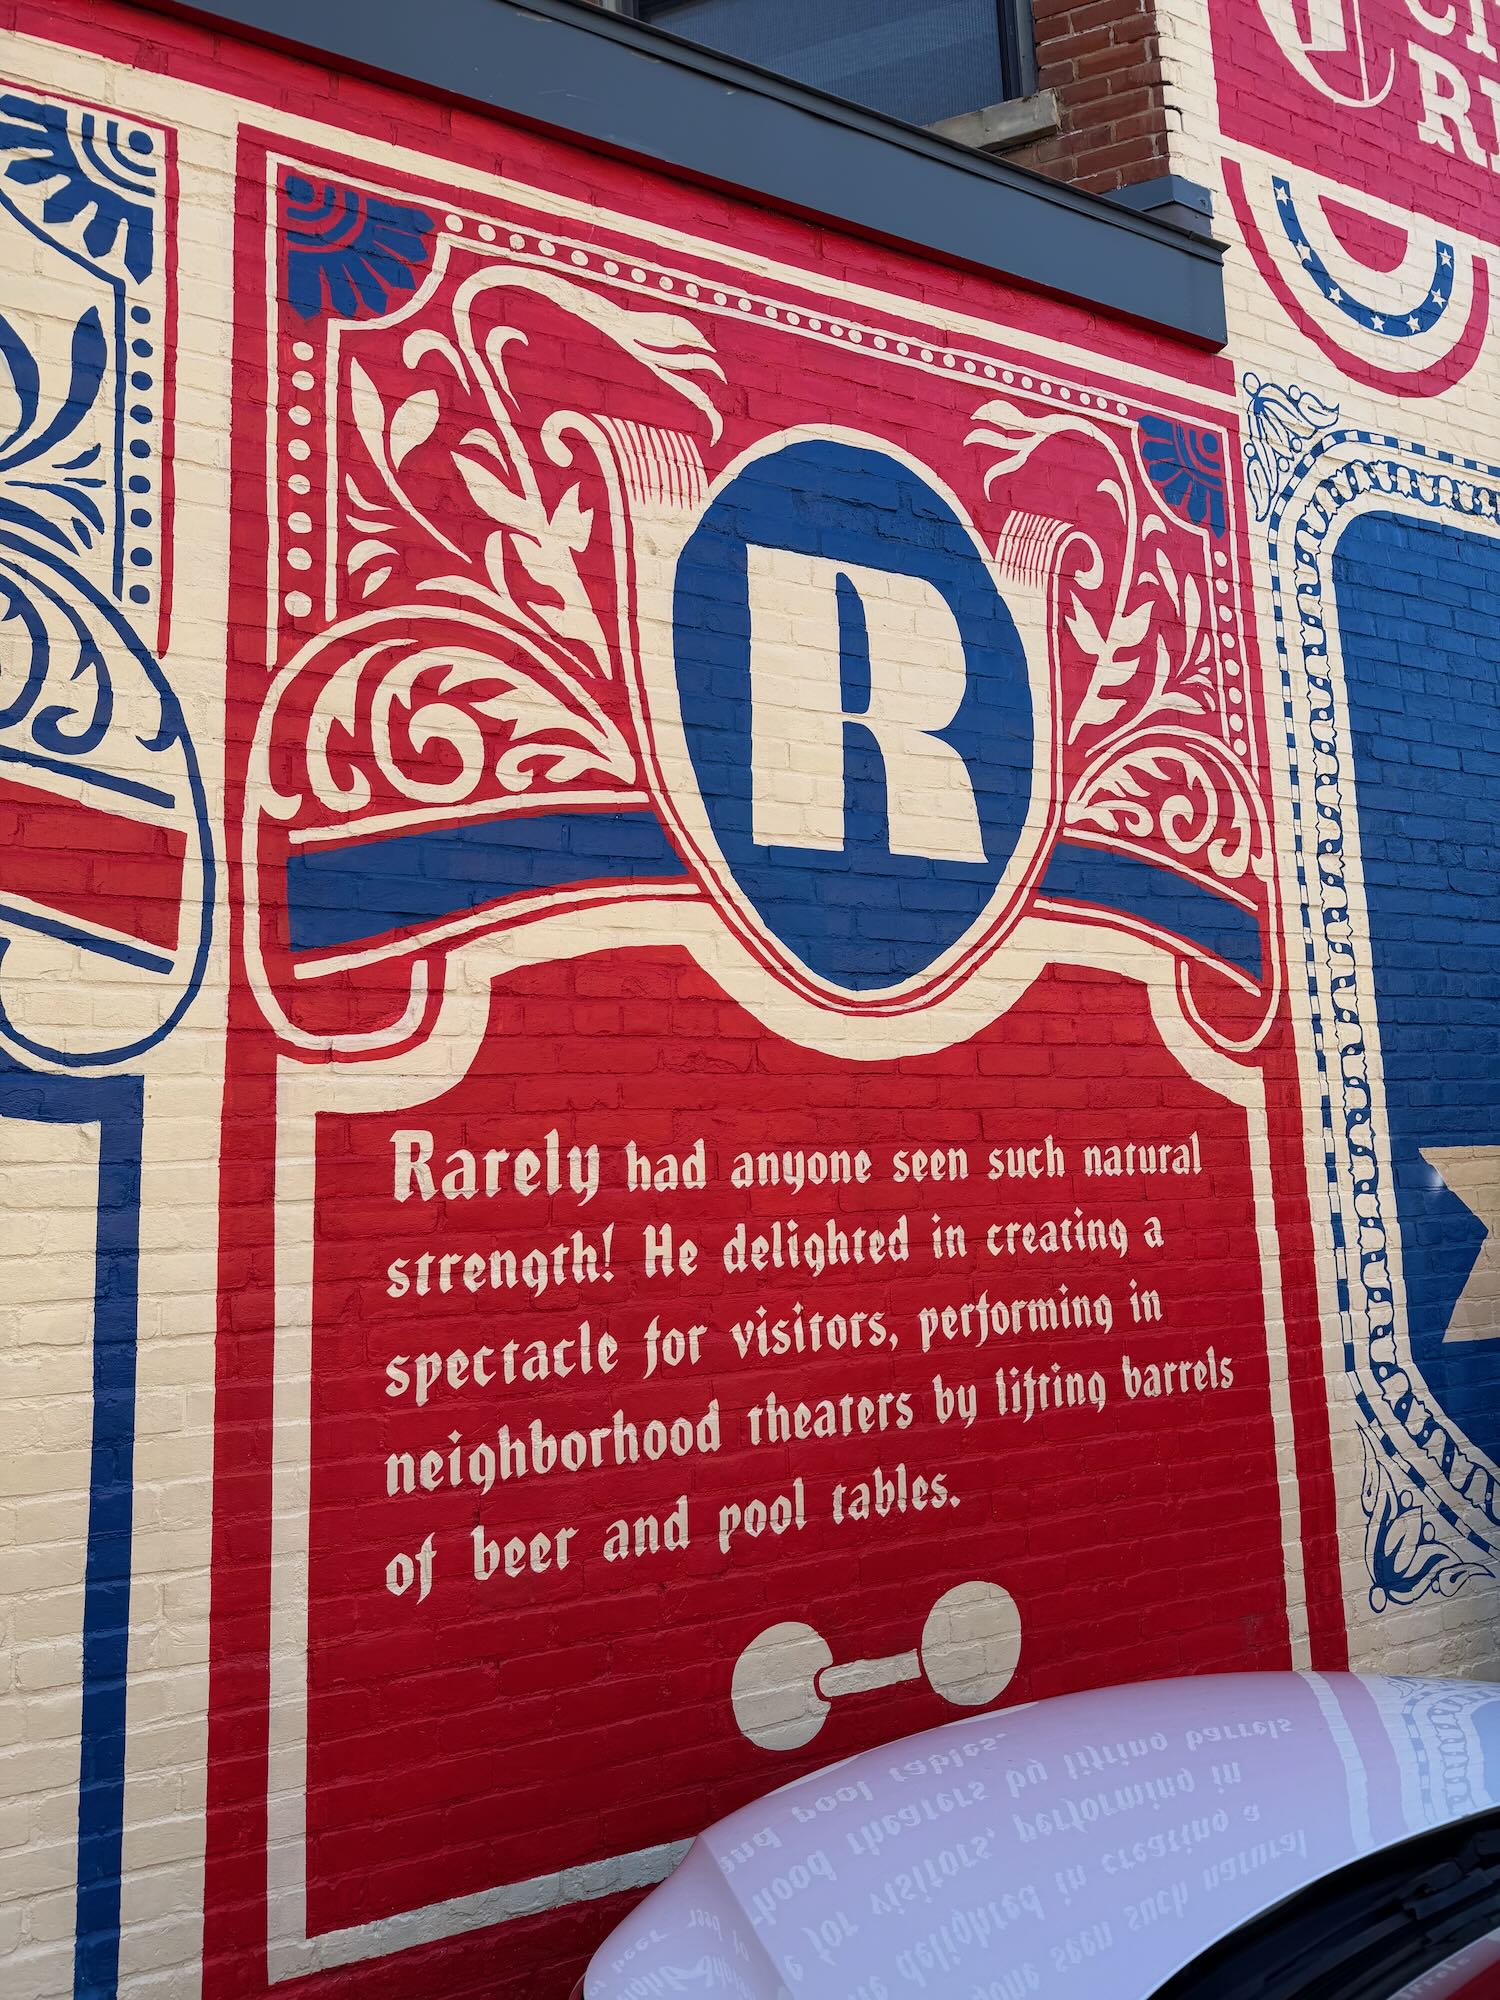 R
Rarely had anyone seen such natural
strength! He delighted in creating a
spectacle for visitors, performing in
neighborhood theaters by lifting barrels
of beer and pool tables.